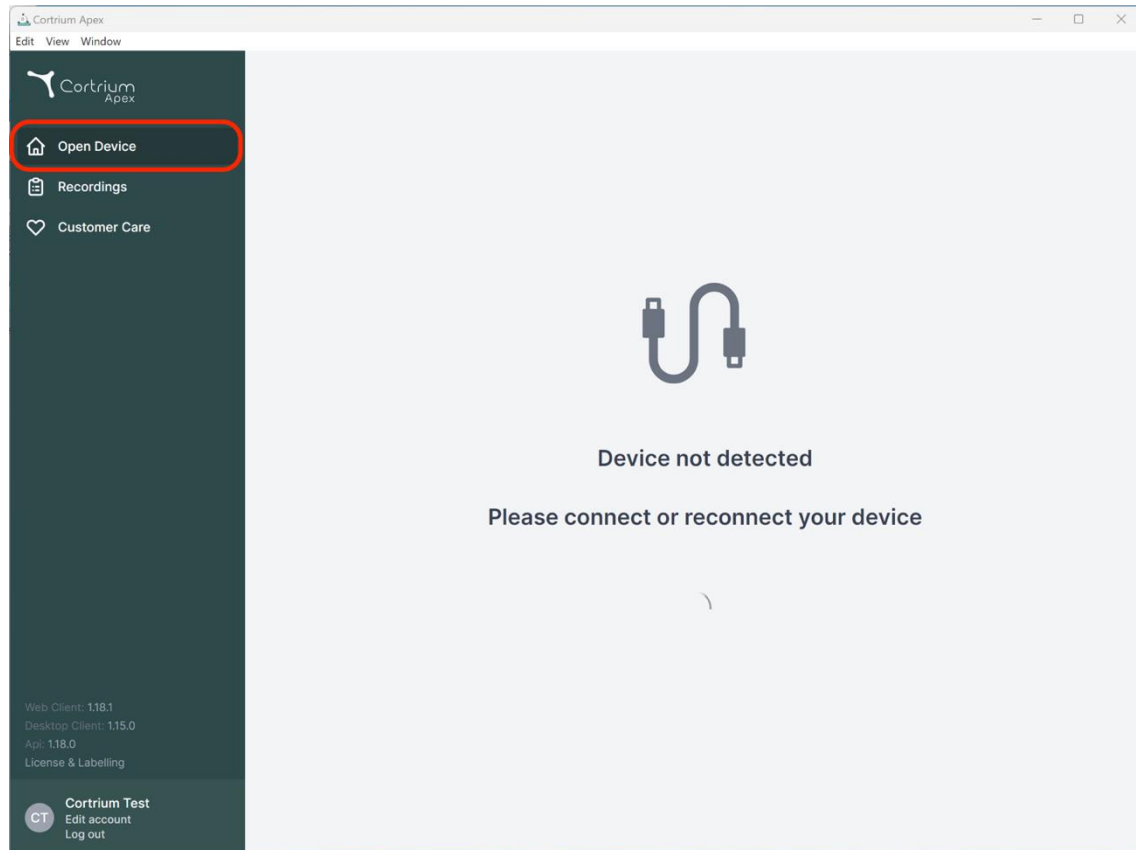 Cortrium Apex
Edit View Window
Cortrium
Apex
Open Device
Recordings
Customer Care
Device not detected
Please connect or reconnect your device
Web Client: 1.18.1
Desktop Client: 1.15.0
Api: 1.18.0
License & Labelling
CT
Cortrium Test
Edit account
Log out